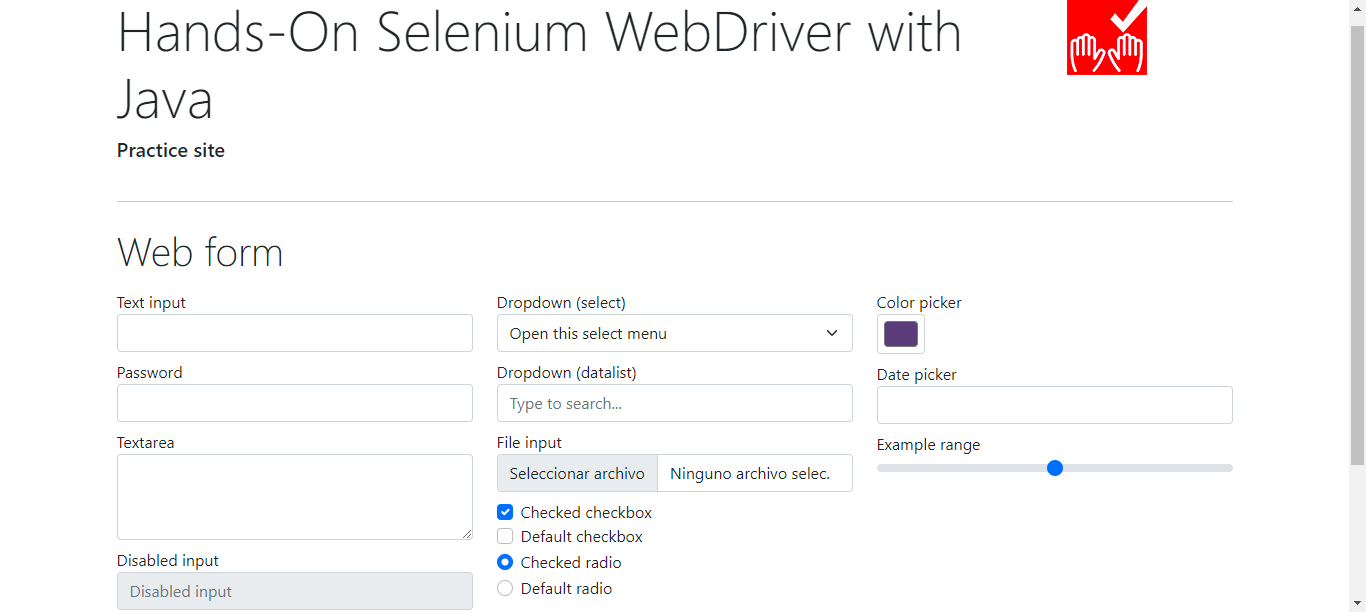 Hands-On Selenium WebDriver with
Java
Practice site
Web form
Text input
Password
Textarea
Disabled input
Disabled input
Dropdown (select)
Open this select menu
Dropdown (datalist)
Type to search...
File input
Seleccionar archivo Ninguno archivo selec.
Checked checkbox
Default checkbox
Checked radio
Default radio
Color picker
Date picker
Example range